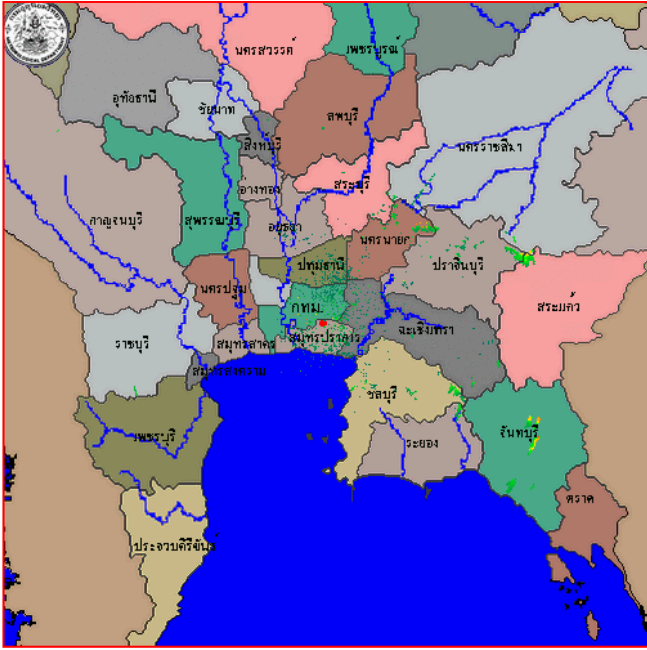 นครสวรรค์
เพชรบูรณ์
อุทัยธานี
ชัยนาท
ลพบุรี
สิงห์บุรี
นครราชสีมา
อ่างทอง
สระบุรี
กาญจนบุรี
สุพรรณบุรี
อยุธยา
นครนายก
ปทุมธานี
ปราจีนบุรี
นครปฐม
กทม.
สระแก้ว
ราชบุรี
สมุทรสาคร
สมุทรปราการ
ฉะเชิงเทรา
สมุทรสงคราม
ชลบุรี
เพชรบุรี
ระยอง
จันทบุรี
ตราด
ประจวบคีรีขันธ์